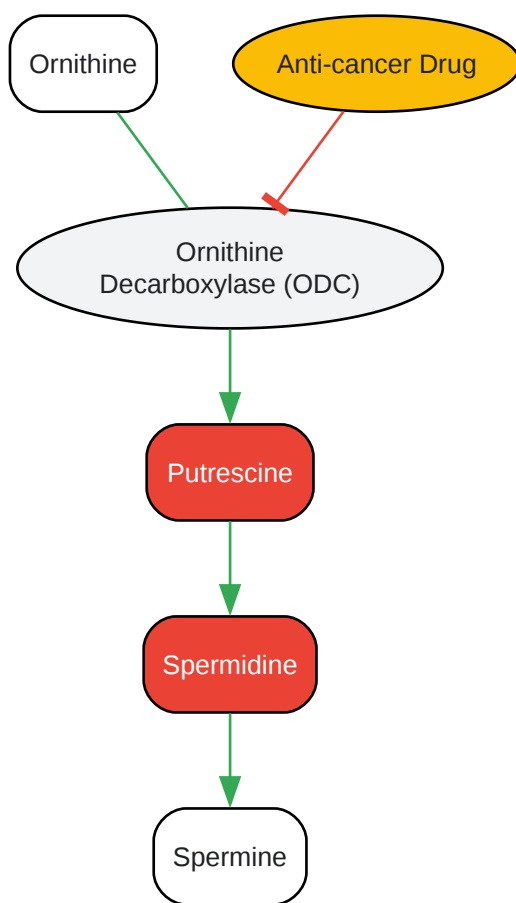 Ornithine
Anti-cancer Drug
Ornithine
Decarboxylase (ODC)
Putrescine
Spermidine
Spermine